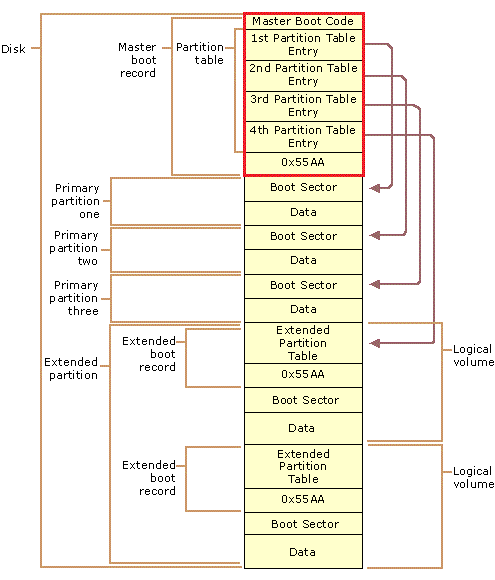 Disk
Master
boot
record
Partition
table
Master Boot Code
1st Partition Table
Entry
2nd Partition Table
Entry
3rd Partition Table
Entry
4th Partition Table
Entry
0x55AA
Primary
partition
one
Boot Sector
Data
Primary
partition
two
Boot Sector
Data
Primary
partition
three
Boot Sector
Data
Extended
partition
Extended
boot
record
Extended
Partition
Table
0x55AA
Boot Sector
Data
Logical
volume
Extended
boot
record
Extended
Partition
Table
0x55AA
Boot Sector
Data
Logical
volume